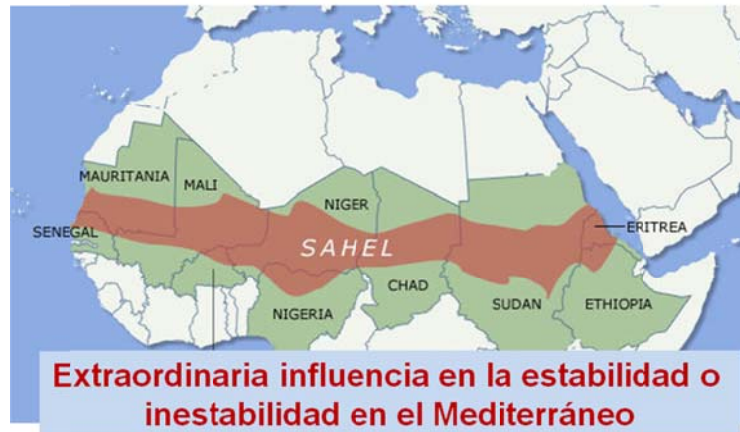 MAURITANIA
MALI
NIGER
ERITREA
SENEGAL
SAHEL
CHAD
NIGERIA
SUDAN
ETHIOPIA
Extraordinaria influencia en la estabilidad o
inestabilidad en el Mediterráneo